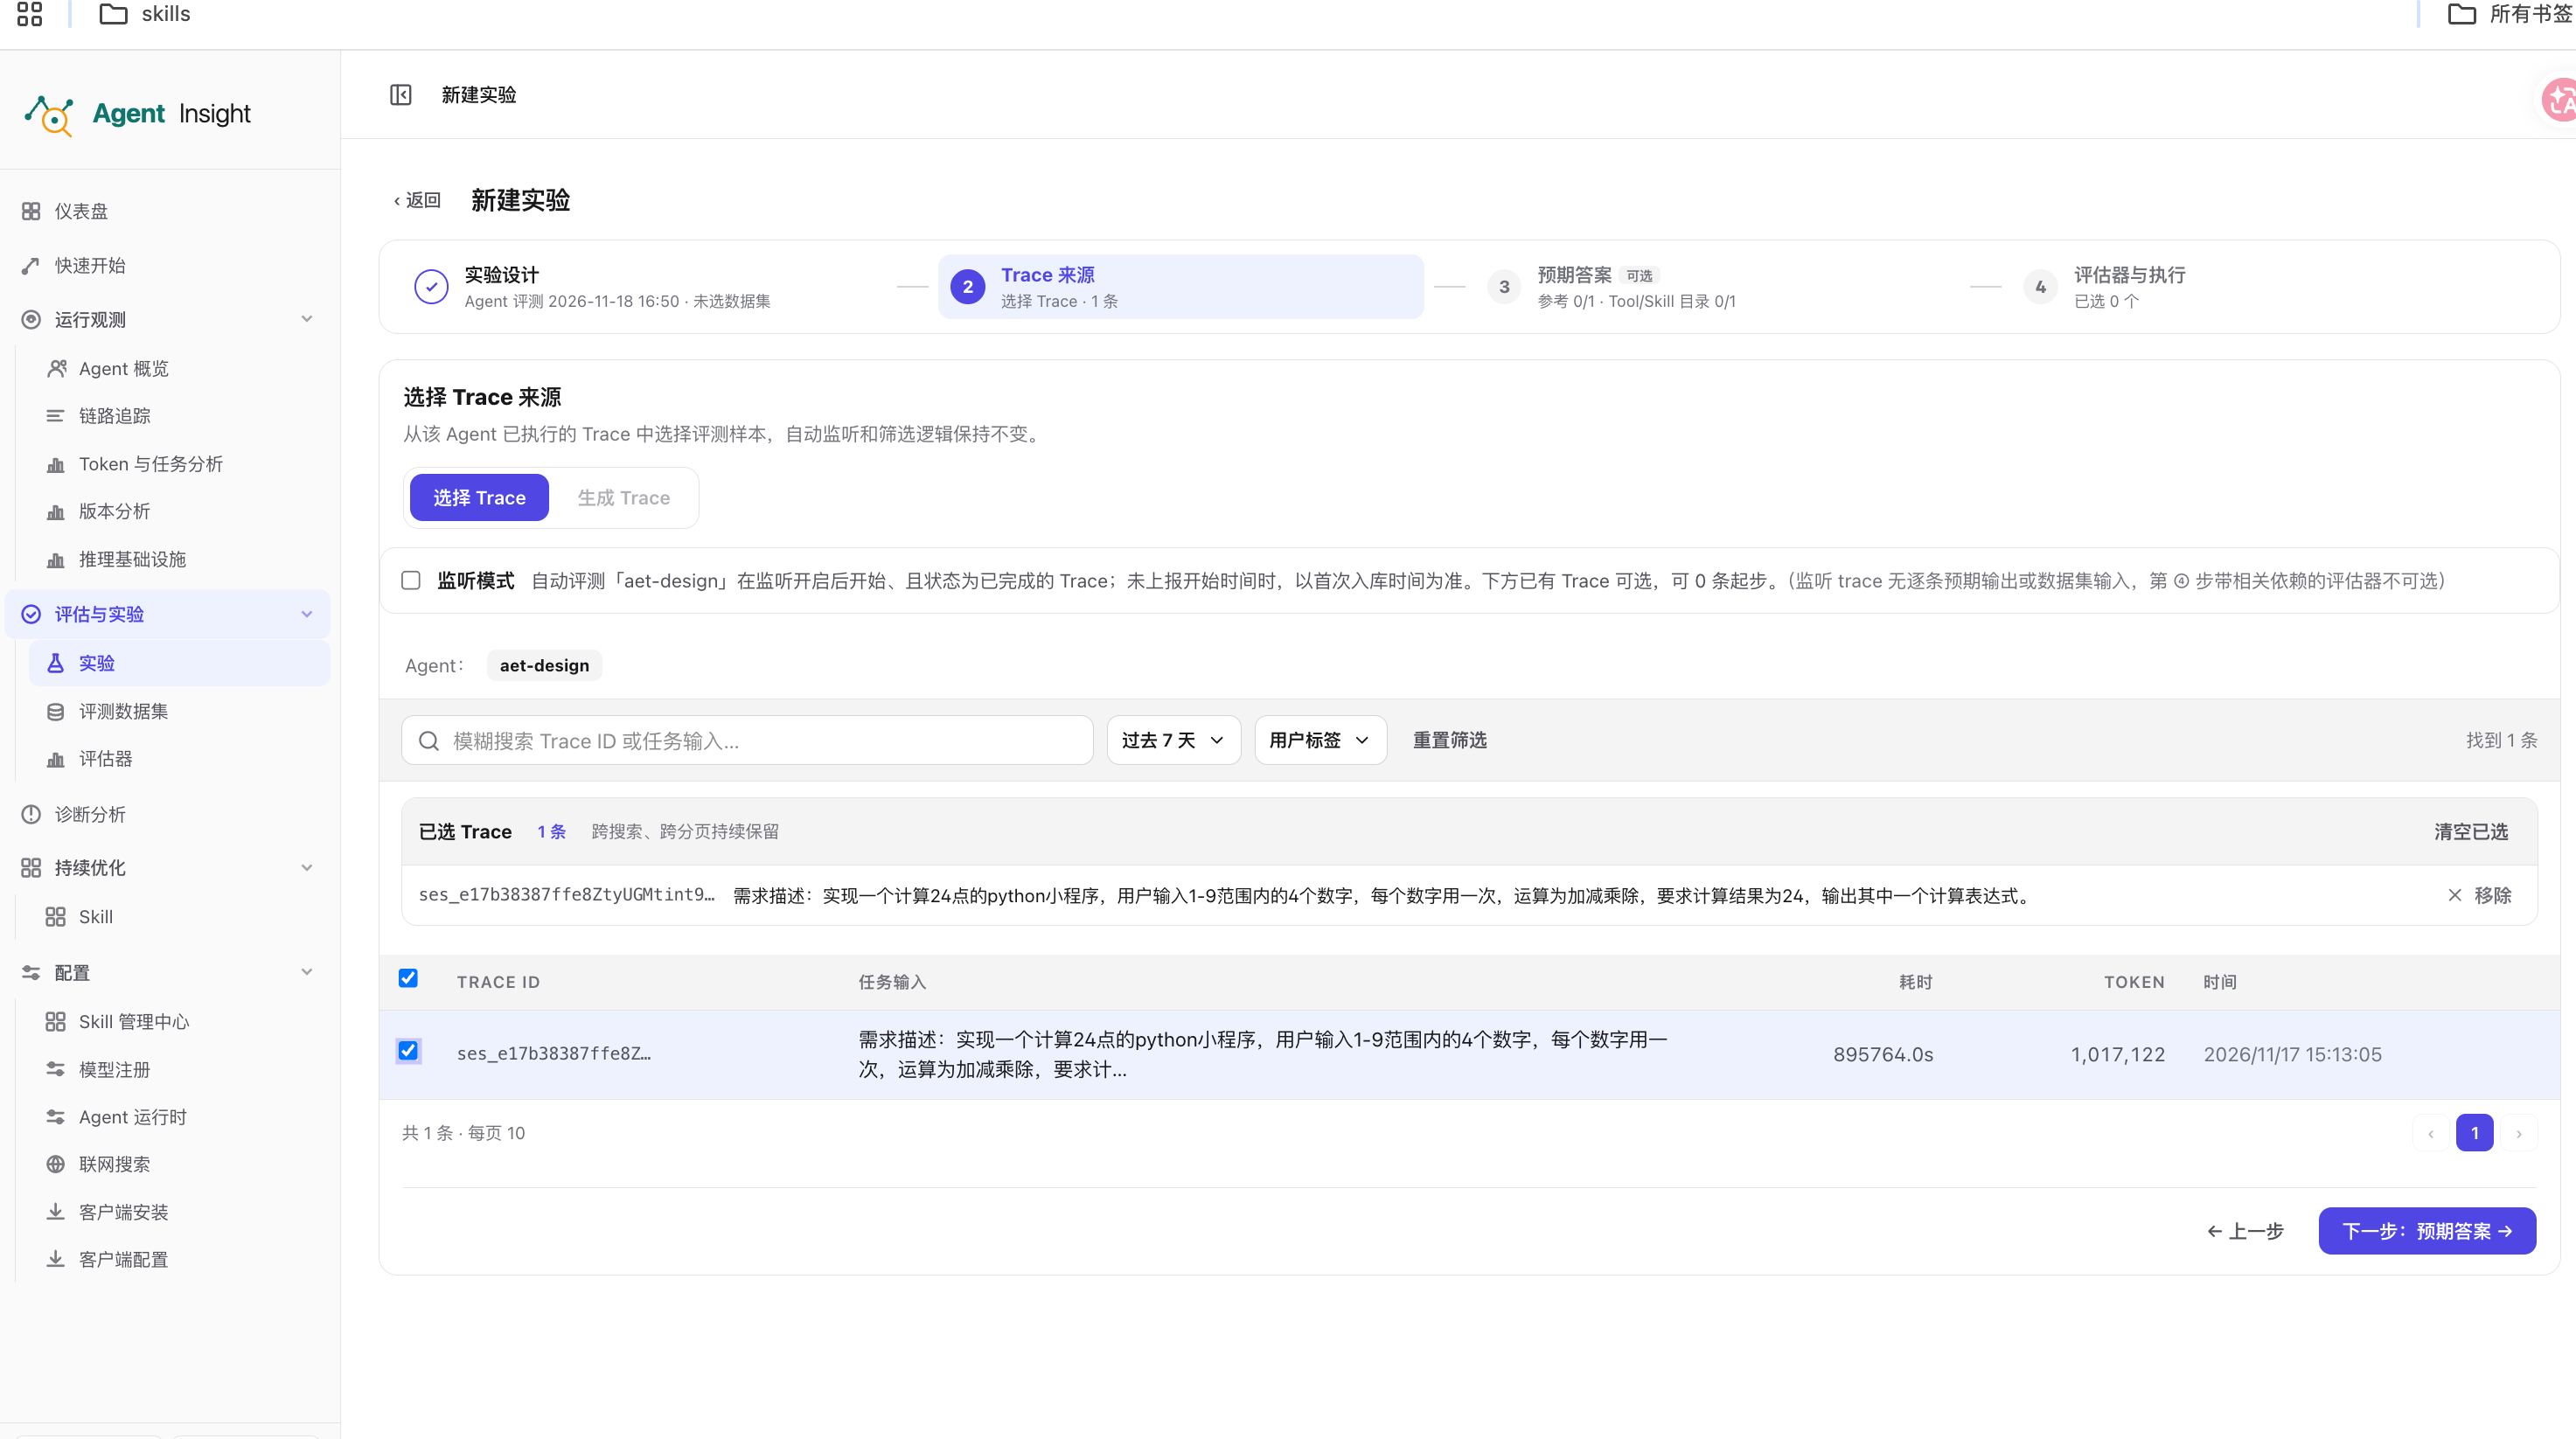 skills
所有书签
Agent Insight
新建实验
仪表盘
快速开始
运行观测
Agent 概览
链路追踪
Token 与任务分析
版本分析
推理基础设施
评估与实验
实验
评测数据集
评估器
诊断分析
持续优化
Skill
配置
Skill 管理中心
模型注册
Agent 运行时
联网搜索
客户端安装
客户端配置
‹ 返回
新建实验
实验设计
Agent 评测 2026-11-18 16:50 · 未选数据集
2
Trace 来源
选择 Trace · 1 条
3
预期答案 可选
参考 0/1 · Tool/Skill 目录 0/1
4
评估器与执行
已选 0 个
选择 Trace 来源
从该 Agent 已执行的 Trace 中选择评测样本，自动监听和筛选逻辑保持不变。
选择 Trace
生成 Trace
监听模式 自动评测「aet-design」在监听开启后开始、且状态为已完成的 Trace；未上报开始时间时，以首次入库时间为准。下方已有 Trace 可选，可 0 条起步。（监听 trace 无逐条预期输出或数据集输入，第 ④ 步带相关依赖的评估器不可选）
Agent： aet-design
模糊搜索 Trace ID 或任务输入...
过去 7 天
用户标签
重置筛选
找到 1 条
已选 Trace 1 条 跨搜索、跨分页持续保留
清空已选
ses_e17b38387ffe8ZtyUGMtint9… 需求描述：实现一个计算24点的python小程序，用户输入1-9范围内的4个数字，每个数字用一次，运算为加减乘除，要求计算结果为24，输出其中一个计算表达式。
× 移除
TRACE ID 任务输入 耗时 TOKEN 时间
ses_e17b38387ffe8Z…
需求描述：实现一个计算24点的python小程序，用户输入1-9范围内的4个数字，每个数字用一
次，运算为加减乘除，要求计...
895764.0s 1,017,122 2026/11/17 15:13:05
共 1 条 · 每页 10
‹ 1 ›
← 上一步
下一步：预期答案 →